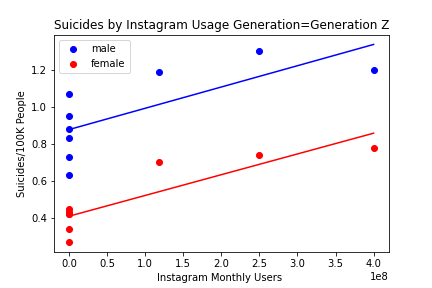 Suicides by Instagram Usage Generation=Generation Z
male
female
Suicides/100K People
1.2
1.0
0.8
0.6
0.4
0.0 0.5 1.0 1.5 2.0 2.5 3.0 3.5 4.0
1e8
Instagram Monthly Users